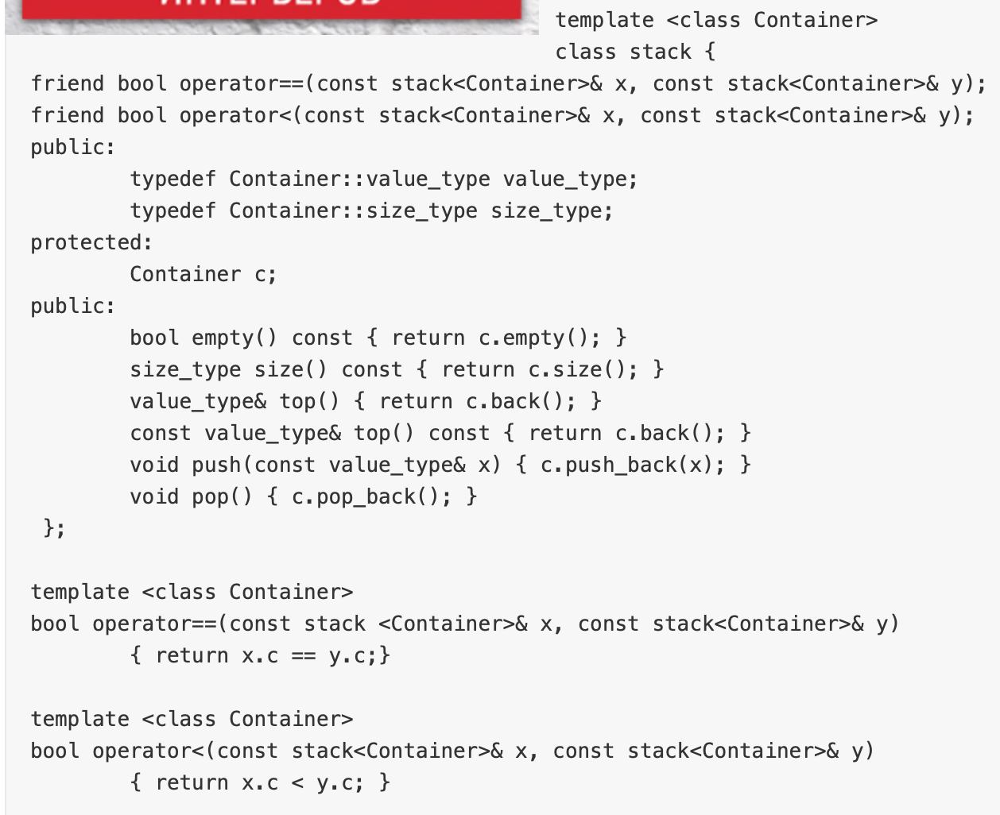 ИНТЕРВЕРОВ
template <class Container>
class stack {
friend bool operator==(const stack<Container>& x, const stack<Container>& y);
friend bool operator<(const stack<Container>& x, const stack<Container>& y);
public:
        typedef Container::value_type value_type;
        typedef Container::size_type size_type;
protected:
        Container c;
public:
        bool empty() const { return c.empty(); }
        size_type size() const { return c.size(); }
        value_type& top() { return c.back(); }
        const value_type& top() const { return c.back(); }
        void push(const value_type& x) { c.push_back(x); }
        void pop() { c.pop_back(); }
 };
template <class Container>
bool operator==(const stack <Container>& x, const stack<Container>& y)
        { return x.c == y.c;}
template <class Container>
bool operator<(const stack<Container>& x, const stack<Container>& y)
        { return x.c < y.c; }